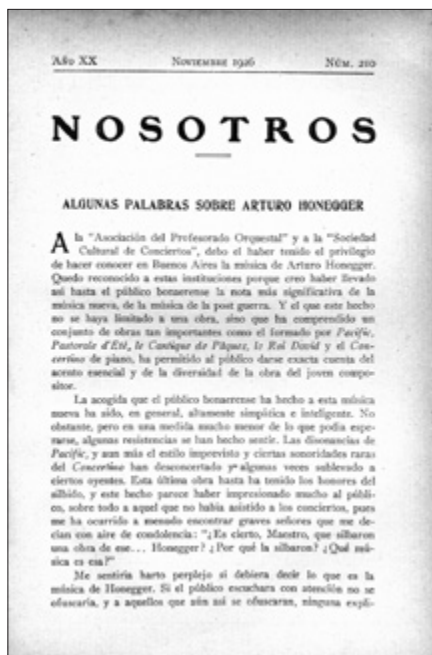 Año XX
Noviembre 1926
Núm. 210
NOSOTROS
ALGUNAS PALABRAS SOBRE ARTURO HONEGGER
A la "Asociación del Profesorado Orquestal" y a la "Sociedad
Cultural de Conciertos", debo el haber tenido el privilegio
de hacer conocer en Buenos Aires la música de Arturo Honegger.
Quedo reconocido a estas instituciones porque creo haber llevado
así hasta el público bonaerense la nota más significativa de la
música nueva, de la música de la post guerra. Y el que este hecho
no se haya limitado a una obra, sino que ha comprendido un
conjunto de obras tan importantes como el formado por Pacific,
Pastorale d'Eté, le Cantique de Pâques, le Roi David y el Con-
certino de piano, ha permitido al público darse exacta cuenta del
acento esencial y de la diversidad de la obra del joven compo-
sitor.
La acogida que el público bonaerense ha hecho a esta música
nueva ha sido, en general, altamente simpática e inteligente. No
obstante, pero en una medida mucho menor de lo que podía espe-
rarse, algunas resistencias se han hecho sentir. Las disonancias de
Pacific, y aun más el estilo imprevisto y ciertas sonoridades raras
del Concertino han desconcertado y algunas veces sublevado a
ciertos oyentes. Esta última obra hasta ha tenido los honores del
silbido, y este hecho parece haber impresionado mucho al públi-
co, sobre todo a aquel que no había asistido a los conciertos, pues
me ha ocurrido a menudo encontrar graves señores que me de-
cían con aire de condolencia: "¿Es cierto, Maestro, que silbaron
una obra de ese... Honegger? ¿Por qué la silbaron? ¿Qué mú-
sica es esa?"
Me sentiría harto perplejo si debiera decir lo que es la
música de Honegger. Si el público escuchara con atención no se
ofuscaría, y a aquellos que aún así se ofuscaran, ninguna expli-